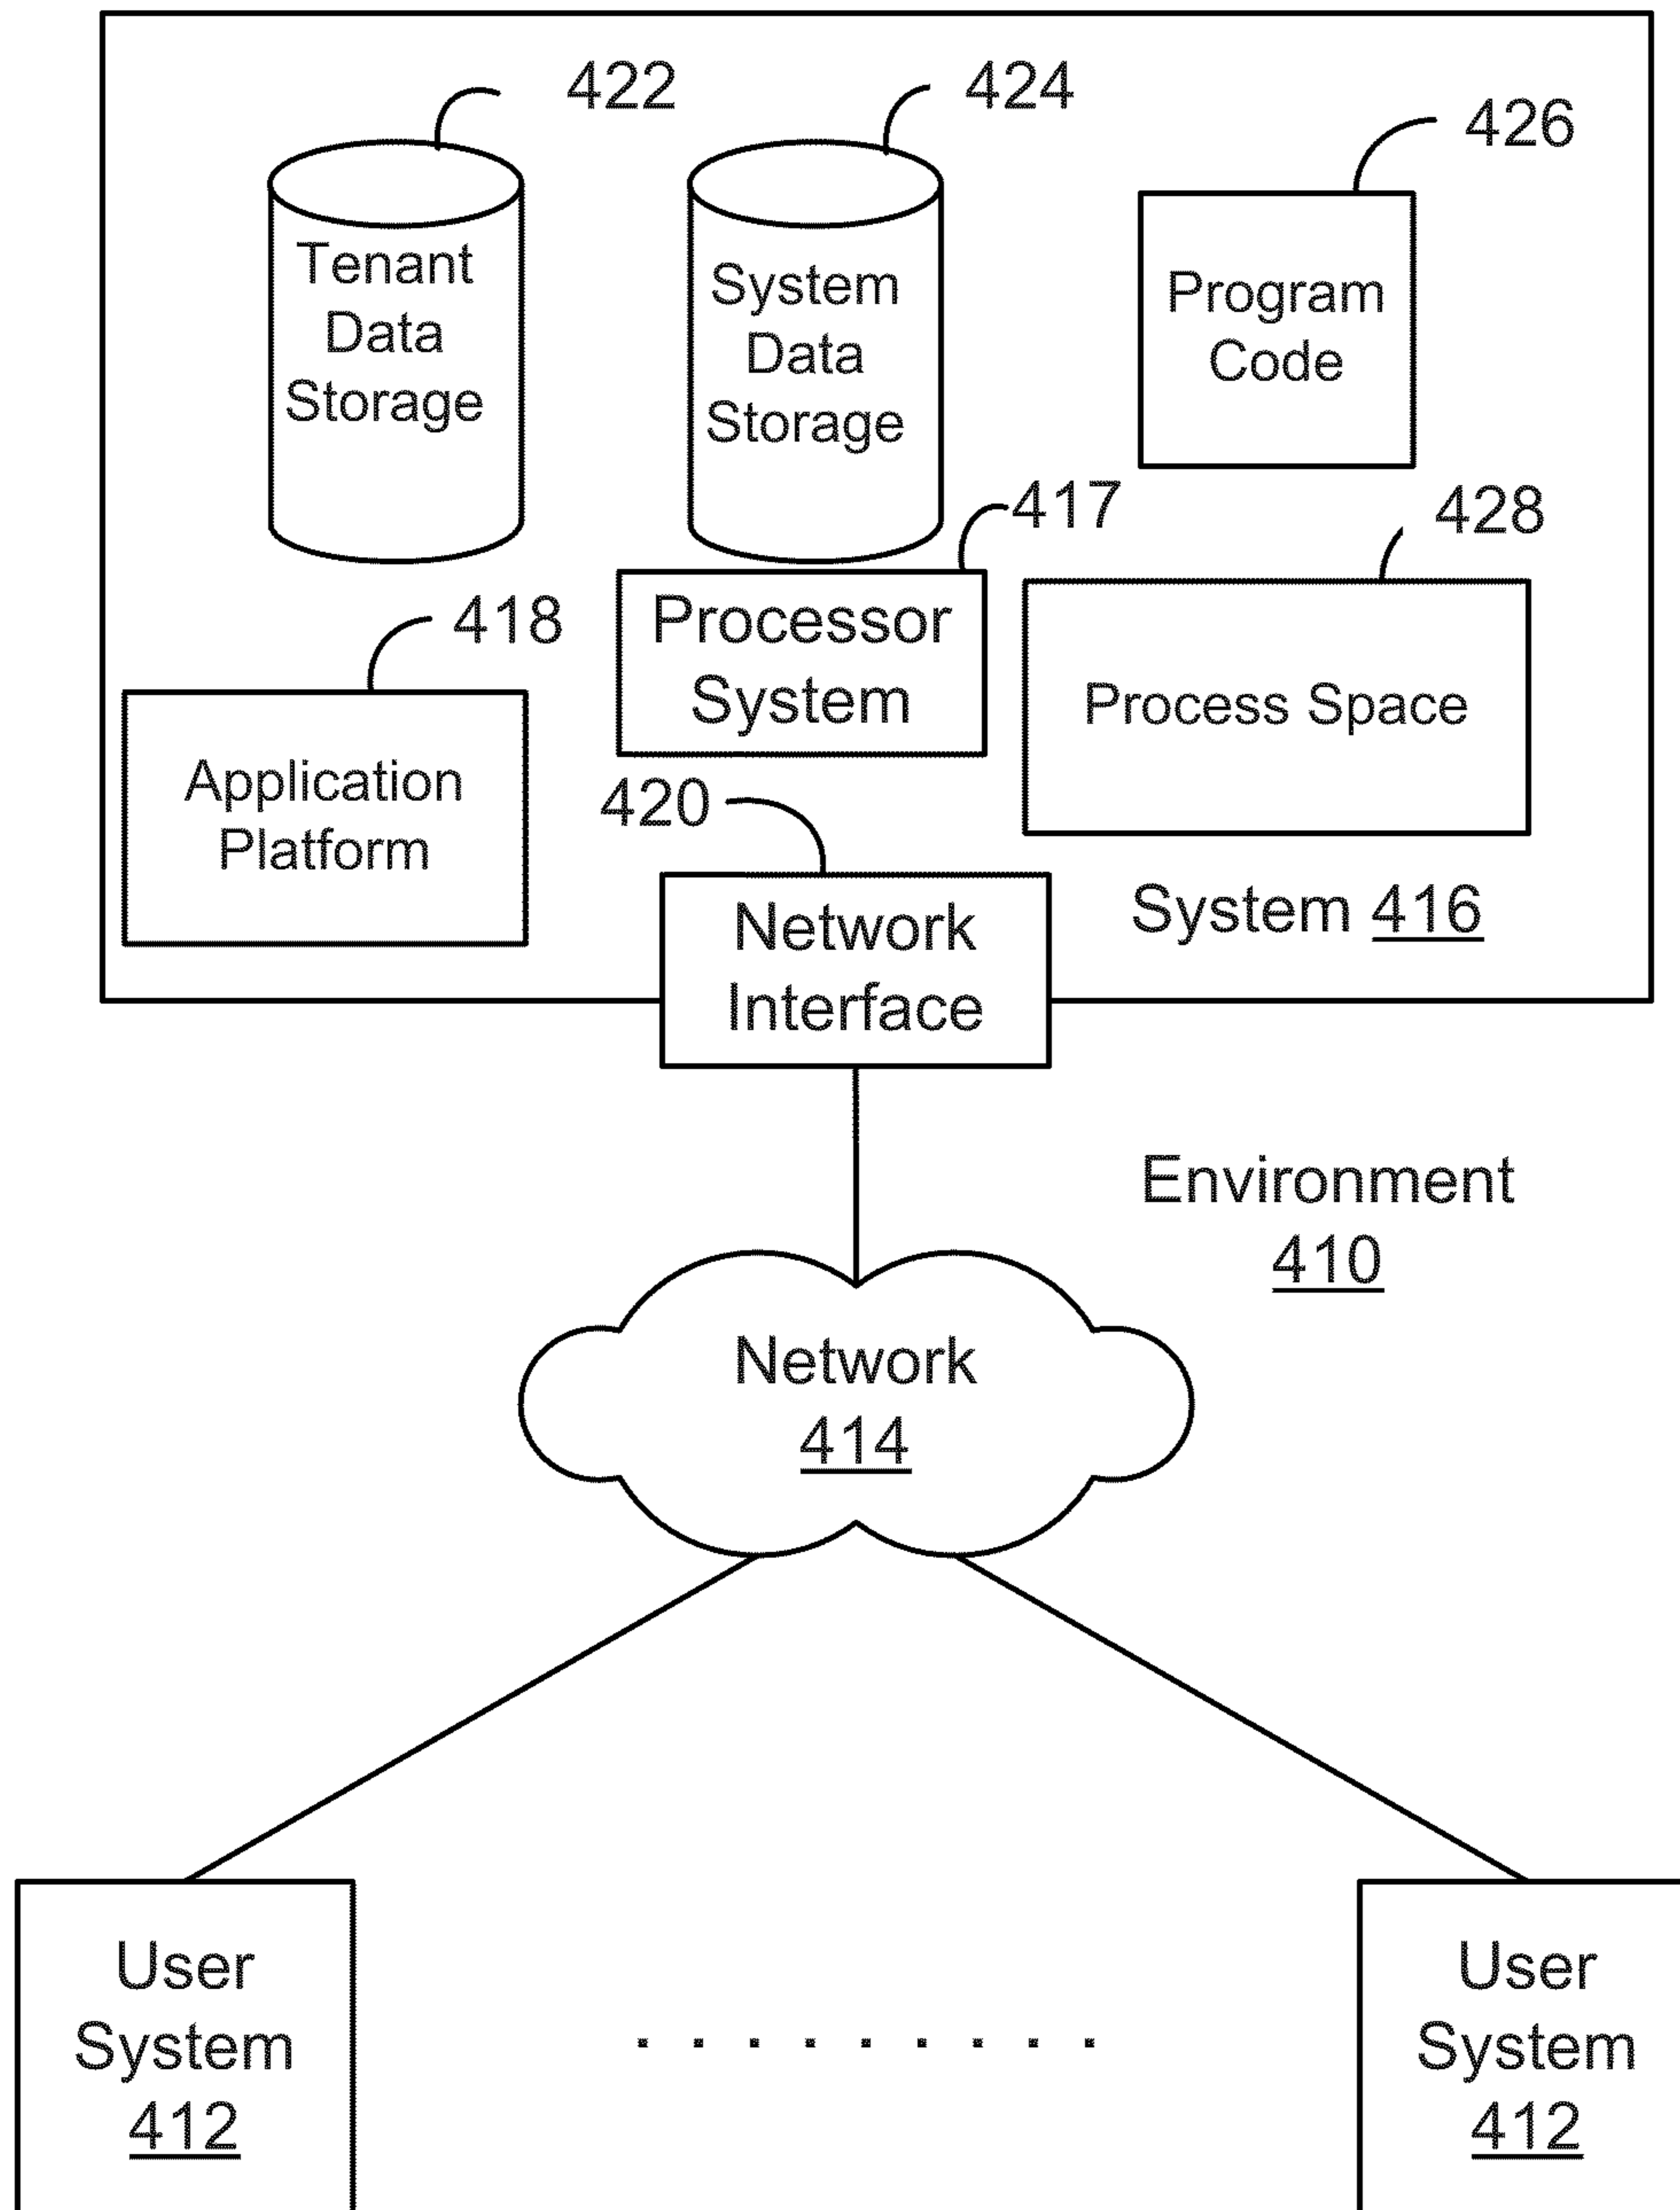 422
424
426
Tenant
Data
Storage
System
Data
Storage
Program
Code
417
428
418
Processor
System
Process Space
Application
Platform
420
Network
Interface
System 416
Environment
410
Network
414
User
System
412
. . . . . . . . .
User
System
412